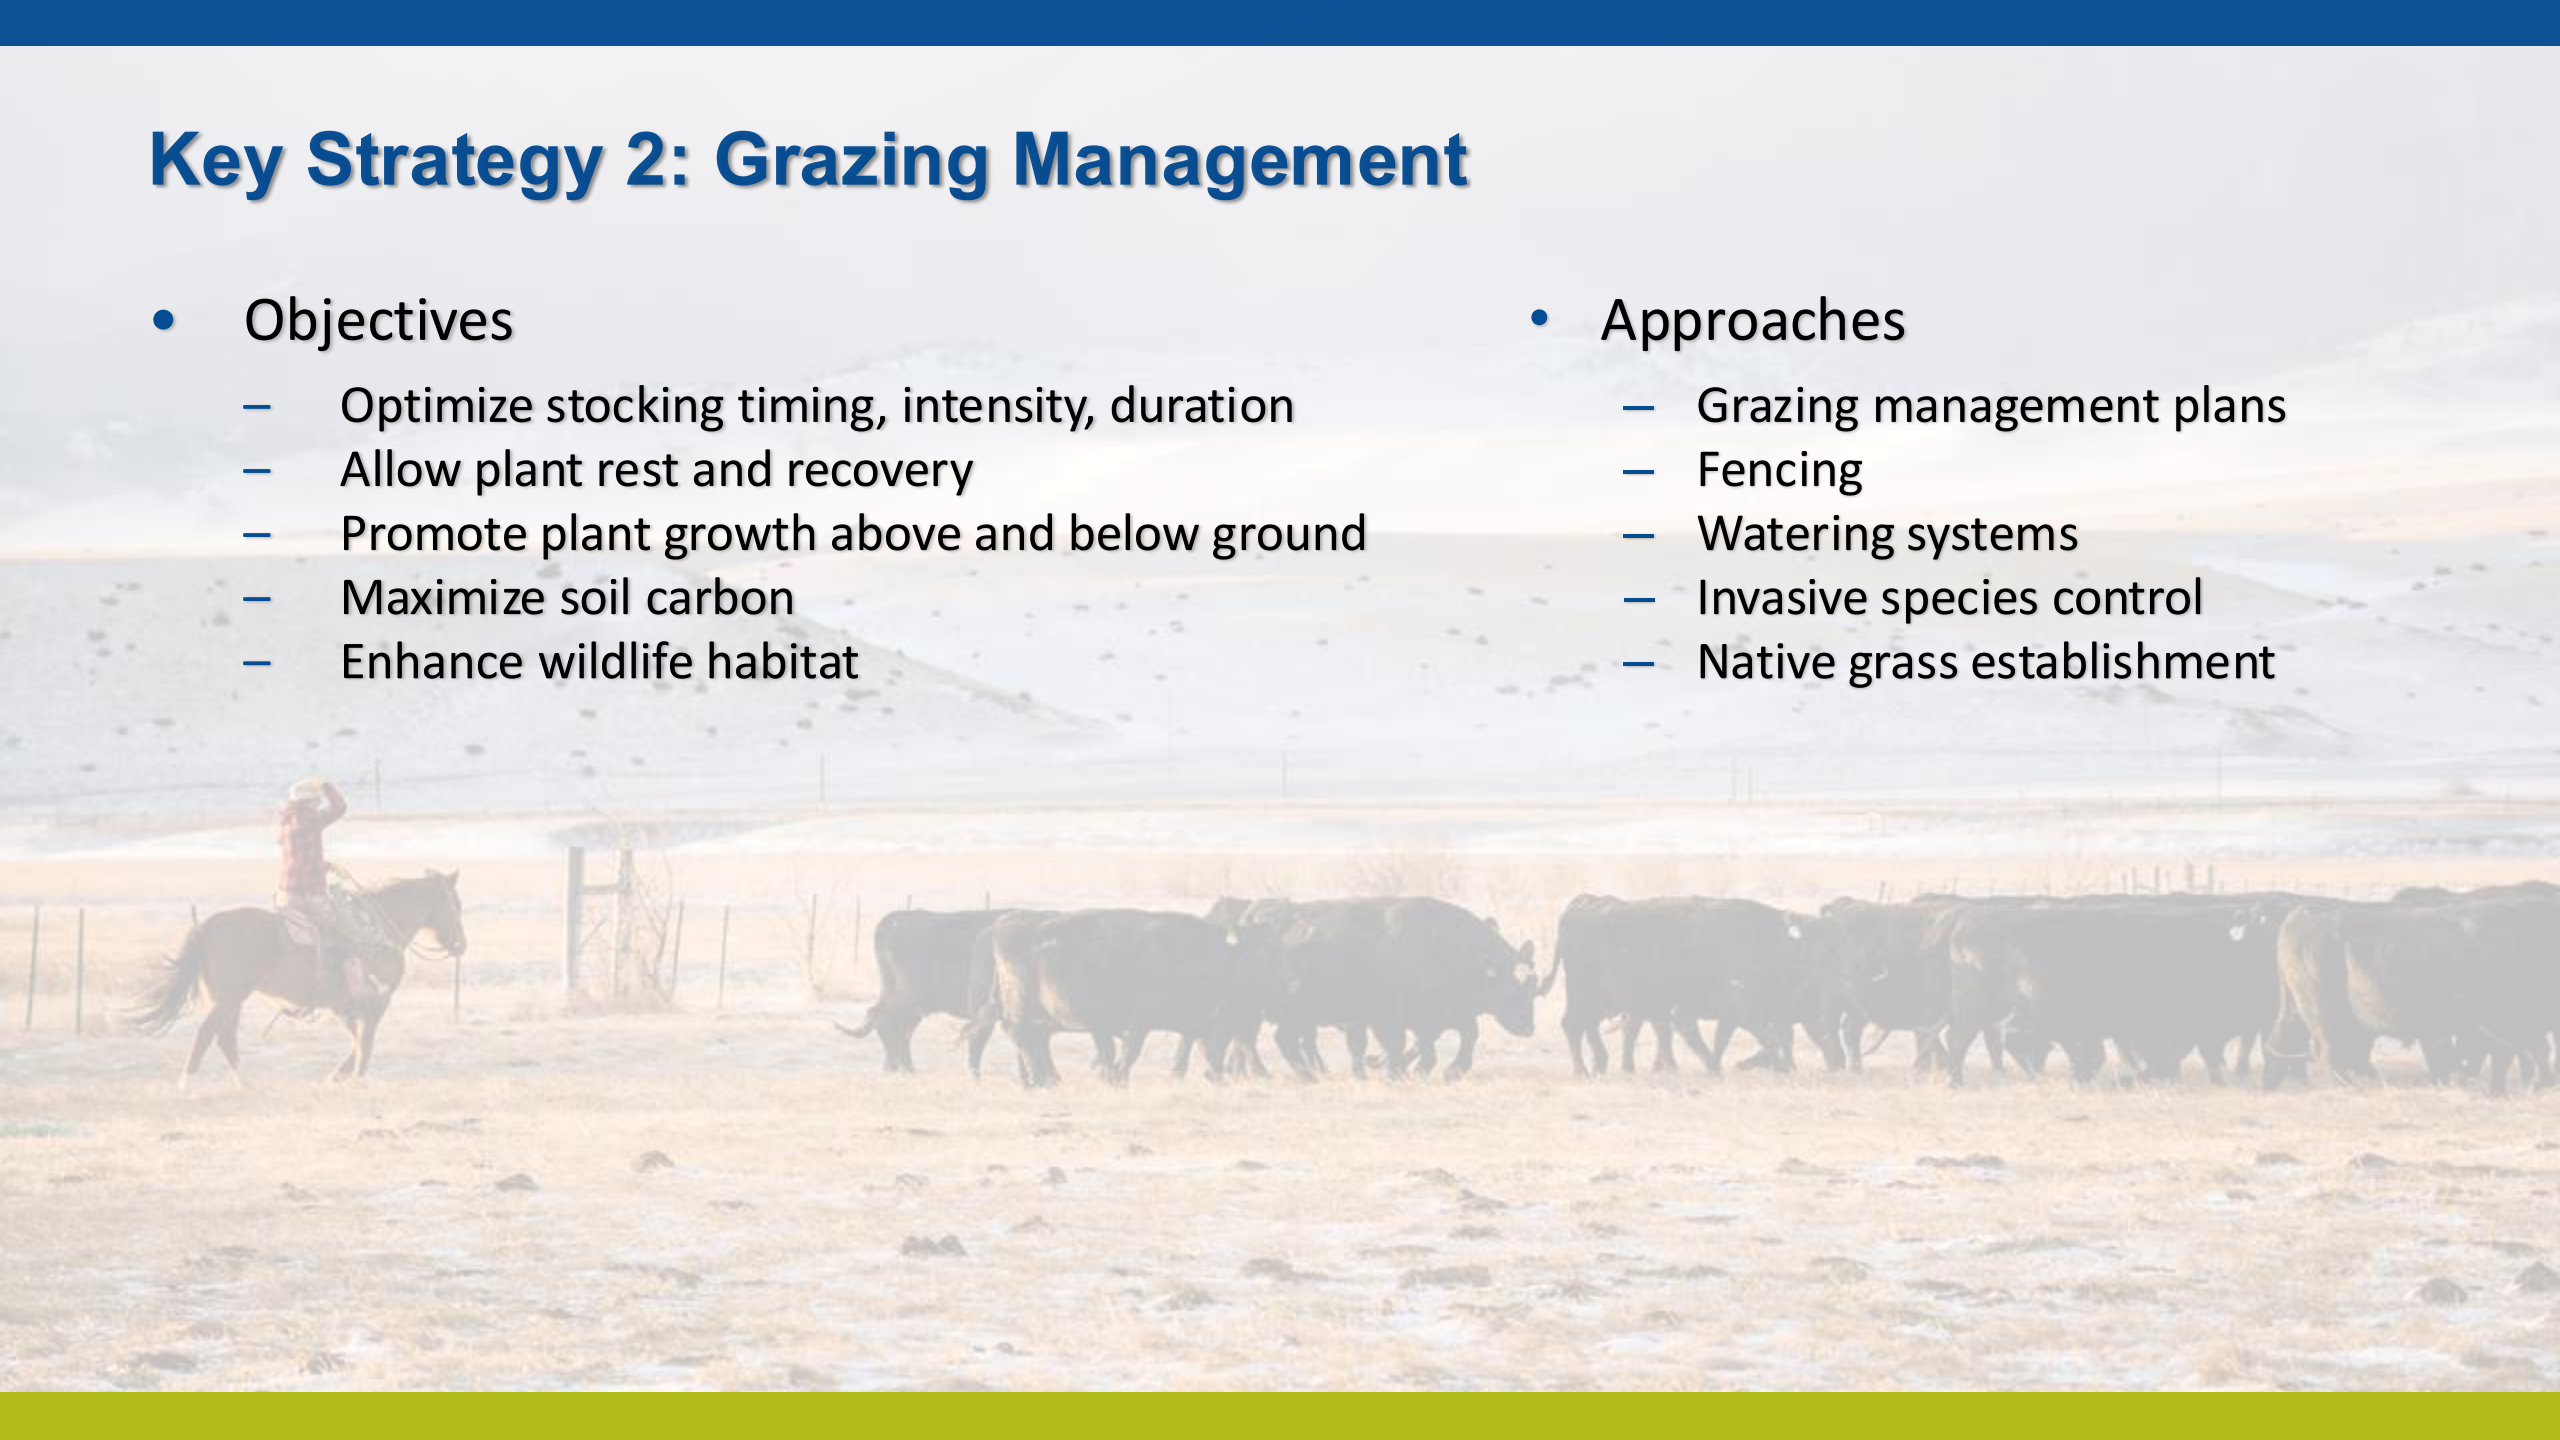 Key Strategy 2: Grazing Management
• Objectives
– Optimize stocking timing, intensity, duration
– Allow plant rest and recovery
– Promote plant growth above and below ground
– Maximize soil carbon
– Enhance wildlife habitat
• Approaches
– Grazing management plans
– Fencing
– Watering systems
– Invasive species control
– Native grass establishment